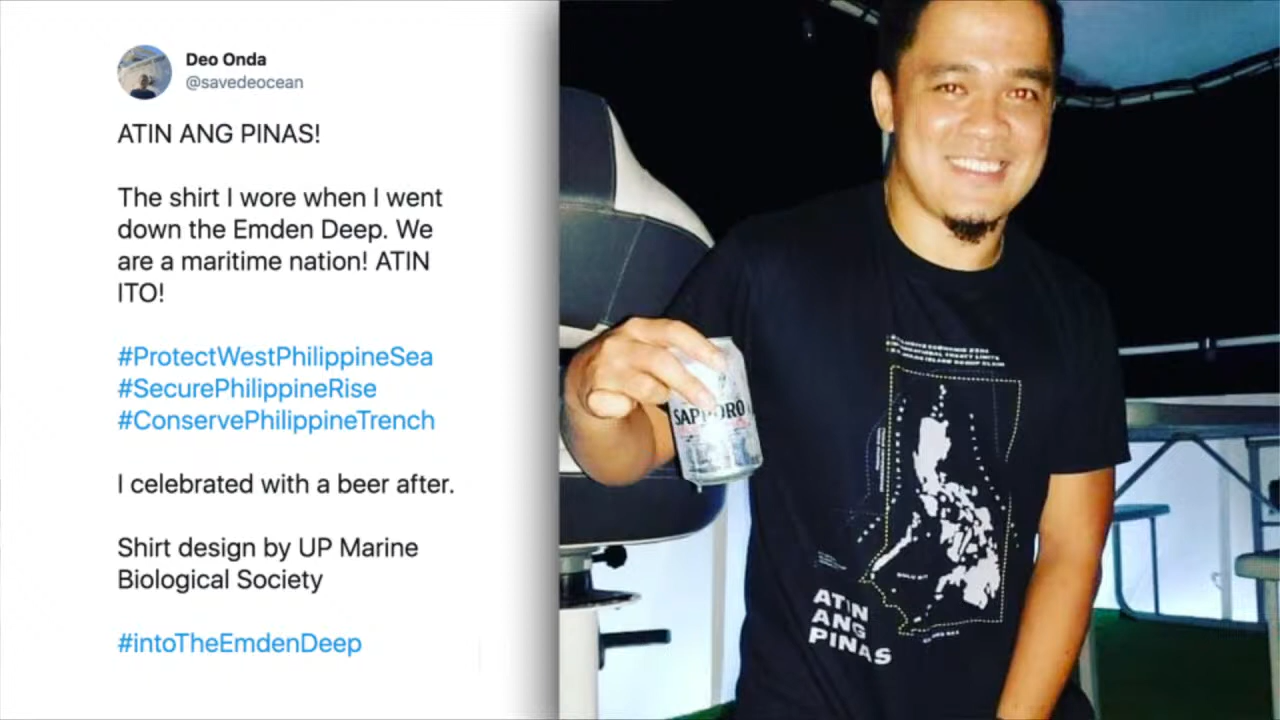 Deo Onda
@savedeocean
ATIN ANG PINAS!
The shirt I wore when I went
down the Emden Deep. We
are a maritime nation! ATIN
ITO!
#ProtectWestPhilippineSea
#SecurePhilippineRise
#ConservePhilippineTrench
I celebrated with a beer after.
Shirt design by UP Marine
Biological Society
#intoTheEmdenDeep
SAPPORO
ATIN
ANG
PINAS